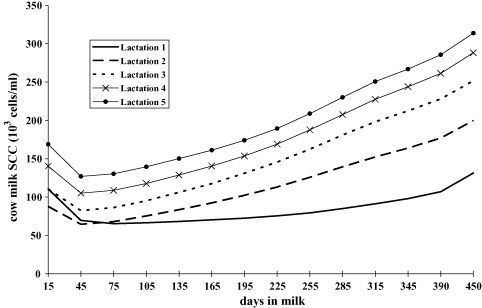 350
300
250
200
150
100
50
0
cow milk SCC (10³ cells/ml)
Lactation 1
Lactation 2
Lactation 3
Lactation 4
Lactation 5
15 45 75 105 135 165 195 225 255 285 315 345 390 450
days in milk